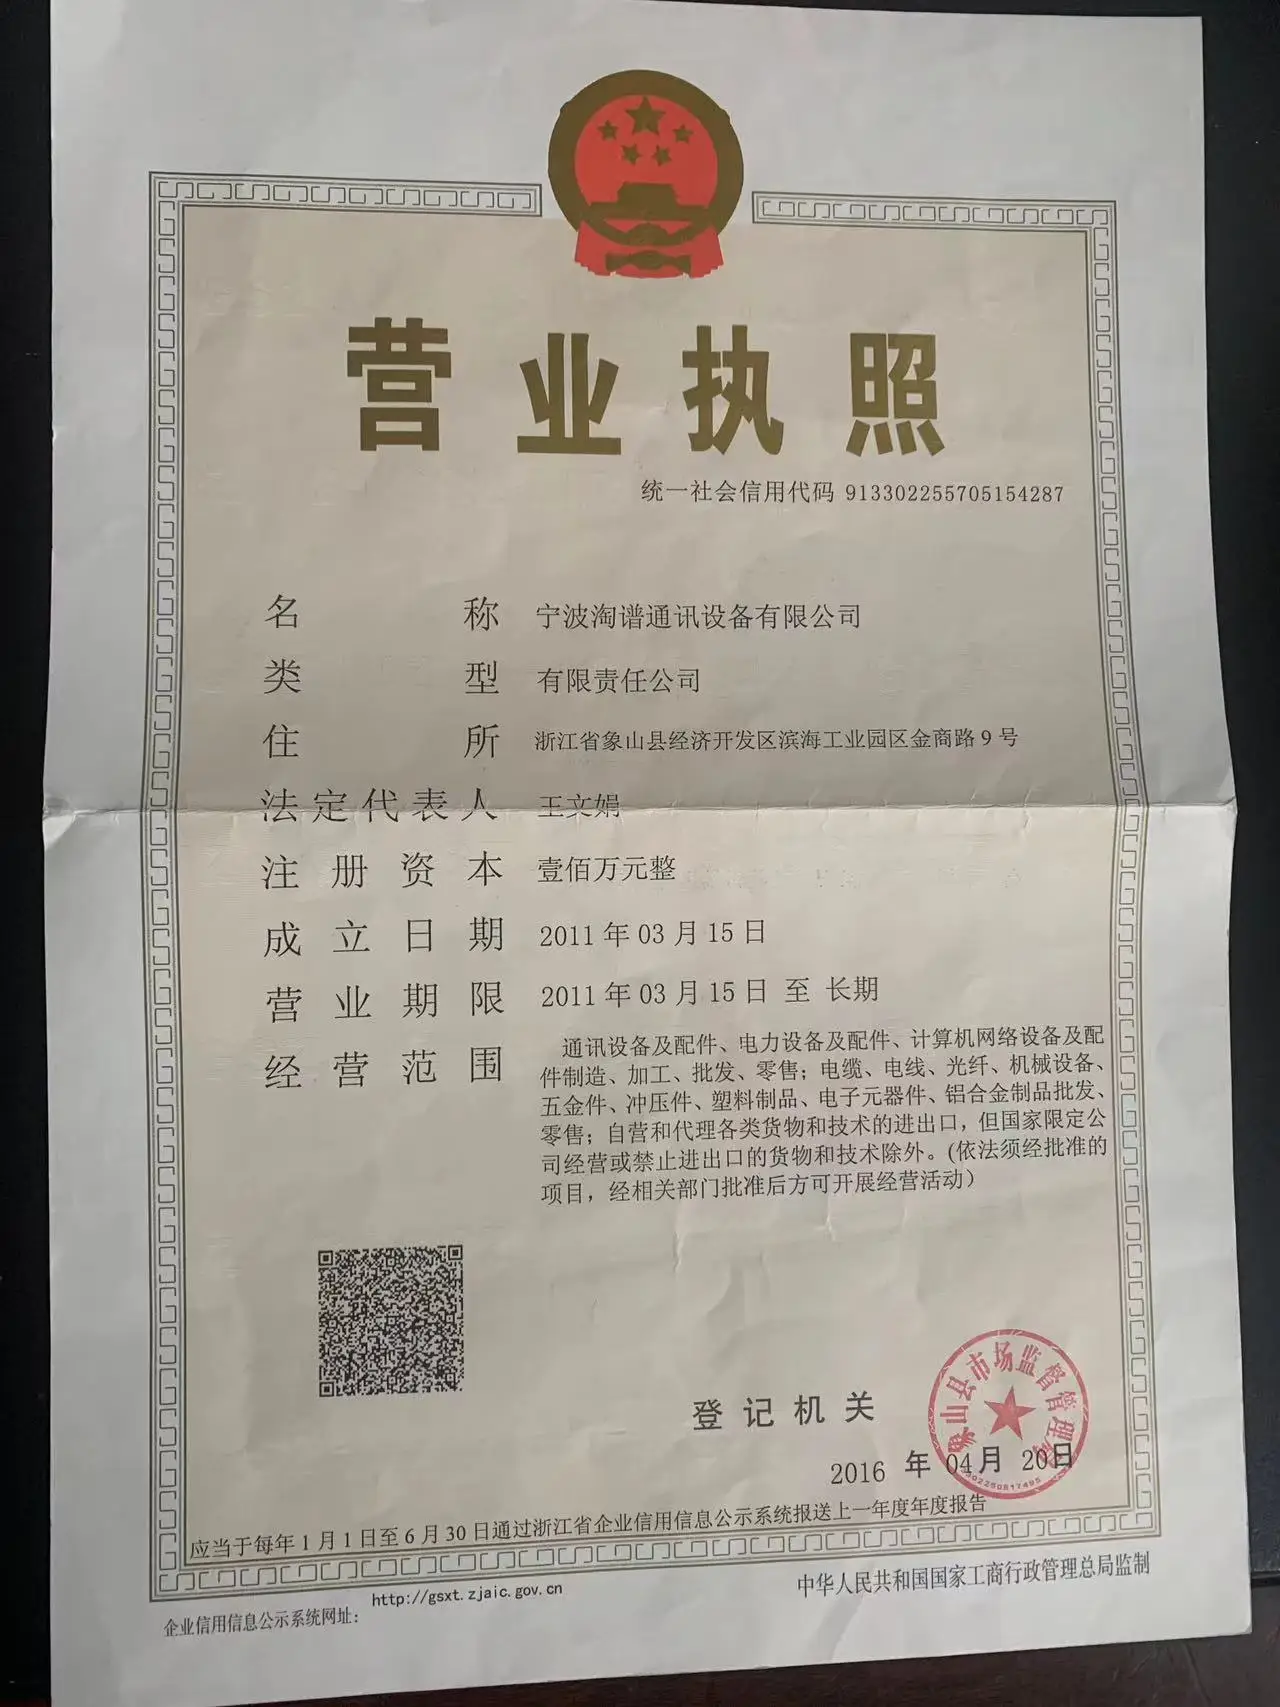 营业执照
统一社会信用代码 913302255705154287
名称 宁波淘谱通讯设备有限公司
类型 有限责任公司
住所 浙江省象山县经济开发区滨海工业园区金商路9号
法定代表人 王文娟
注册资本 壹佰万元整
成立日期 2011年03月15日
营业期限 2011年03月15日 至 长期
经营范围 通讯设备及配件、电力设备及配件、计算机网络设备及配
件制造、加工、批发、零售；电缆、电线、光纤、机械设备、
五金件、冲压件、塑料制品、电子元器件、铝合金制品批发、
零售；自营和代理各类货物和技术的进出口，但国家限定公
司经营或禁止进出口的货物和技术除外。(依法须经批准的
项目，经相关部门批准后方可开展经营活动）
登记机关
象山县市场监督管理局
2016 年 04月 20日
3302250817495
应当于每年1月1日至6月30日通过浙江省企业信用信息公示系统报送上一年度年度报告
企业信用信息公示系统网址： http://gsxt.zjaic.gov.cn
中华人民共和国国家工商行政管理总局监制